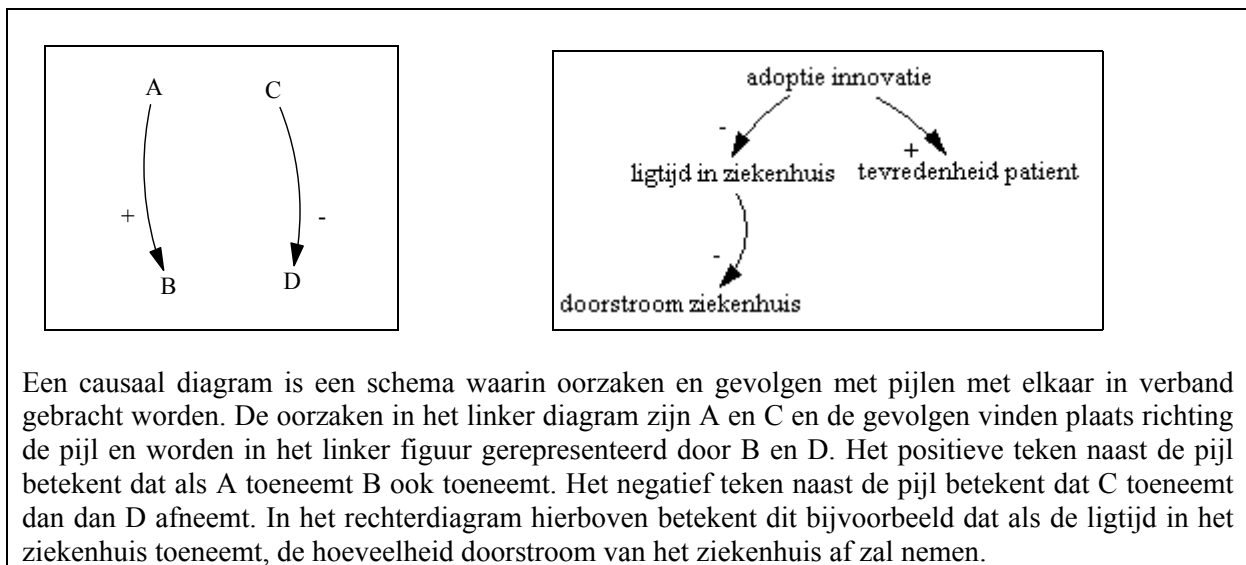 A C
+ -
B D
adoptie innovatie
- +
ligtijd in ziekenhuis tevredenheid patient
-
doorstroom ziekenhuis
Een causaal diagram is een schema waarin oorzaken en gevolgen met pijlen met elkaar in verband
gebracht worden. De oorzaken in het linker diagram zijn A en C en de gevolgen vinden plaats richting
de pijl en worden in het linker figuur gerepresenteerd door B en D. Het positieve teken naast de pijl
betekent dat als A toeneemt B ook toeneemt. Het negatief teken naast de pijl betekent dat C toeneemt
dan dan D afneemt. In het rechterdiagram hierboven betekent dit bijvoorbeeld dat als de ligtijd in het
ziekenhuis toeneemt, de hoeveelheid doorstroom van het ziekenhuis af zal nemen.